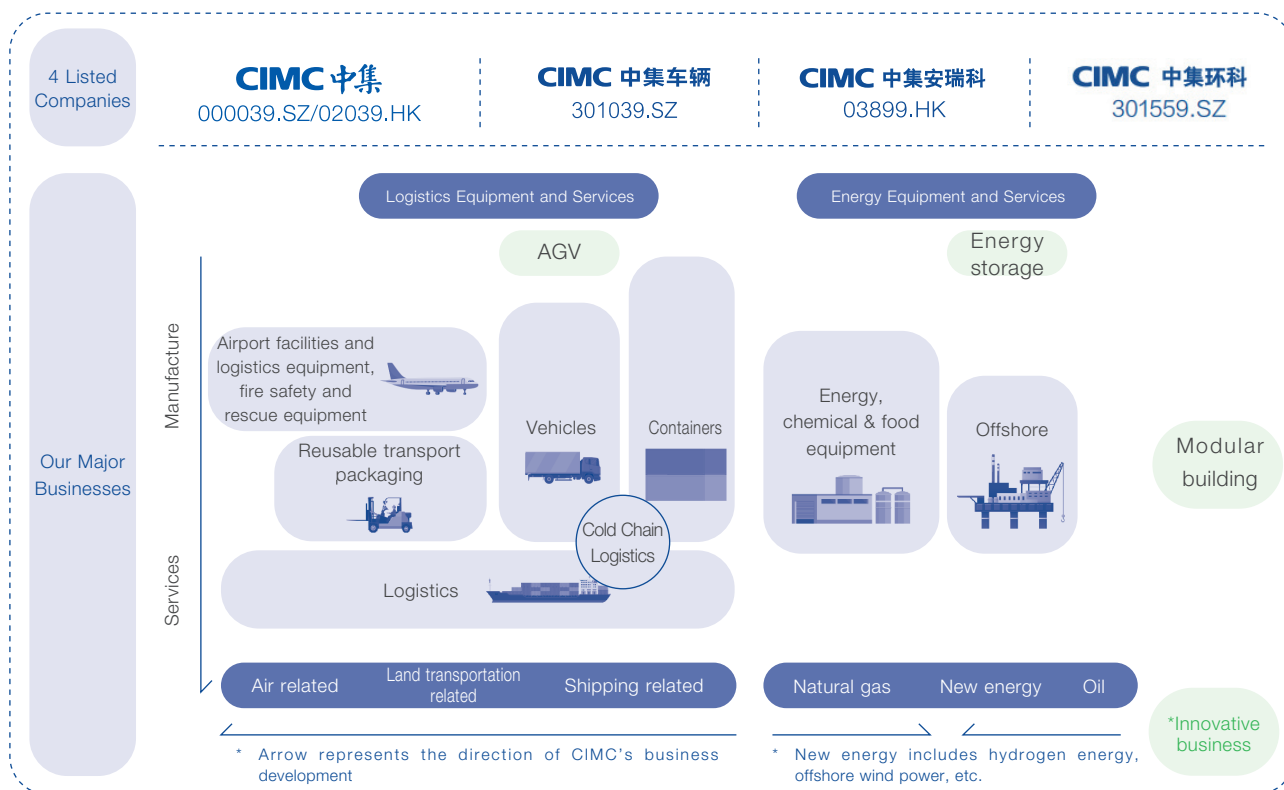 4 Listed
Companies
CIMC 中集
000039.SZ/02039.HK
CIMC 中集车辆
301039.SZ
CIMC 中集安瑞科
03899.HK
CIMC 中集环科
301559.SZ
Our Major
Businesses
Logistics Equipment and Services
Energy Equipment and Services
AGV
Energy
storage
Manufacture
Airport facilities and
logistics equipment,
fire safety and
rescue equipment
Reusable transport
packaging
Vehicles
Containers
Energy,
chemical & food
equipment
Offshore
Modular
building
Cold Chain
Logistics
Services
Logistics
Air related
Land transportation
related
Shipping related
Natural gas
New energy
Oil
* Arrow represents the direction of CIMC's business
development
* New energy includes hydrogen energy,
offshore wind power, etc.
*Innovative
business